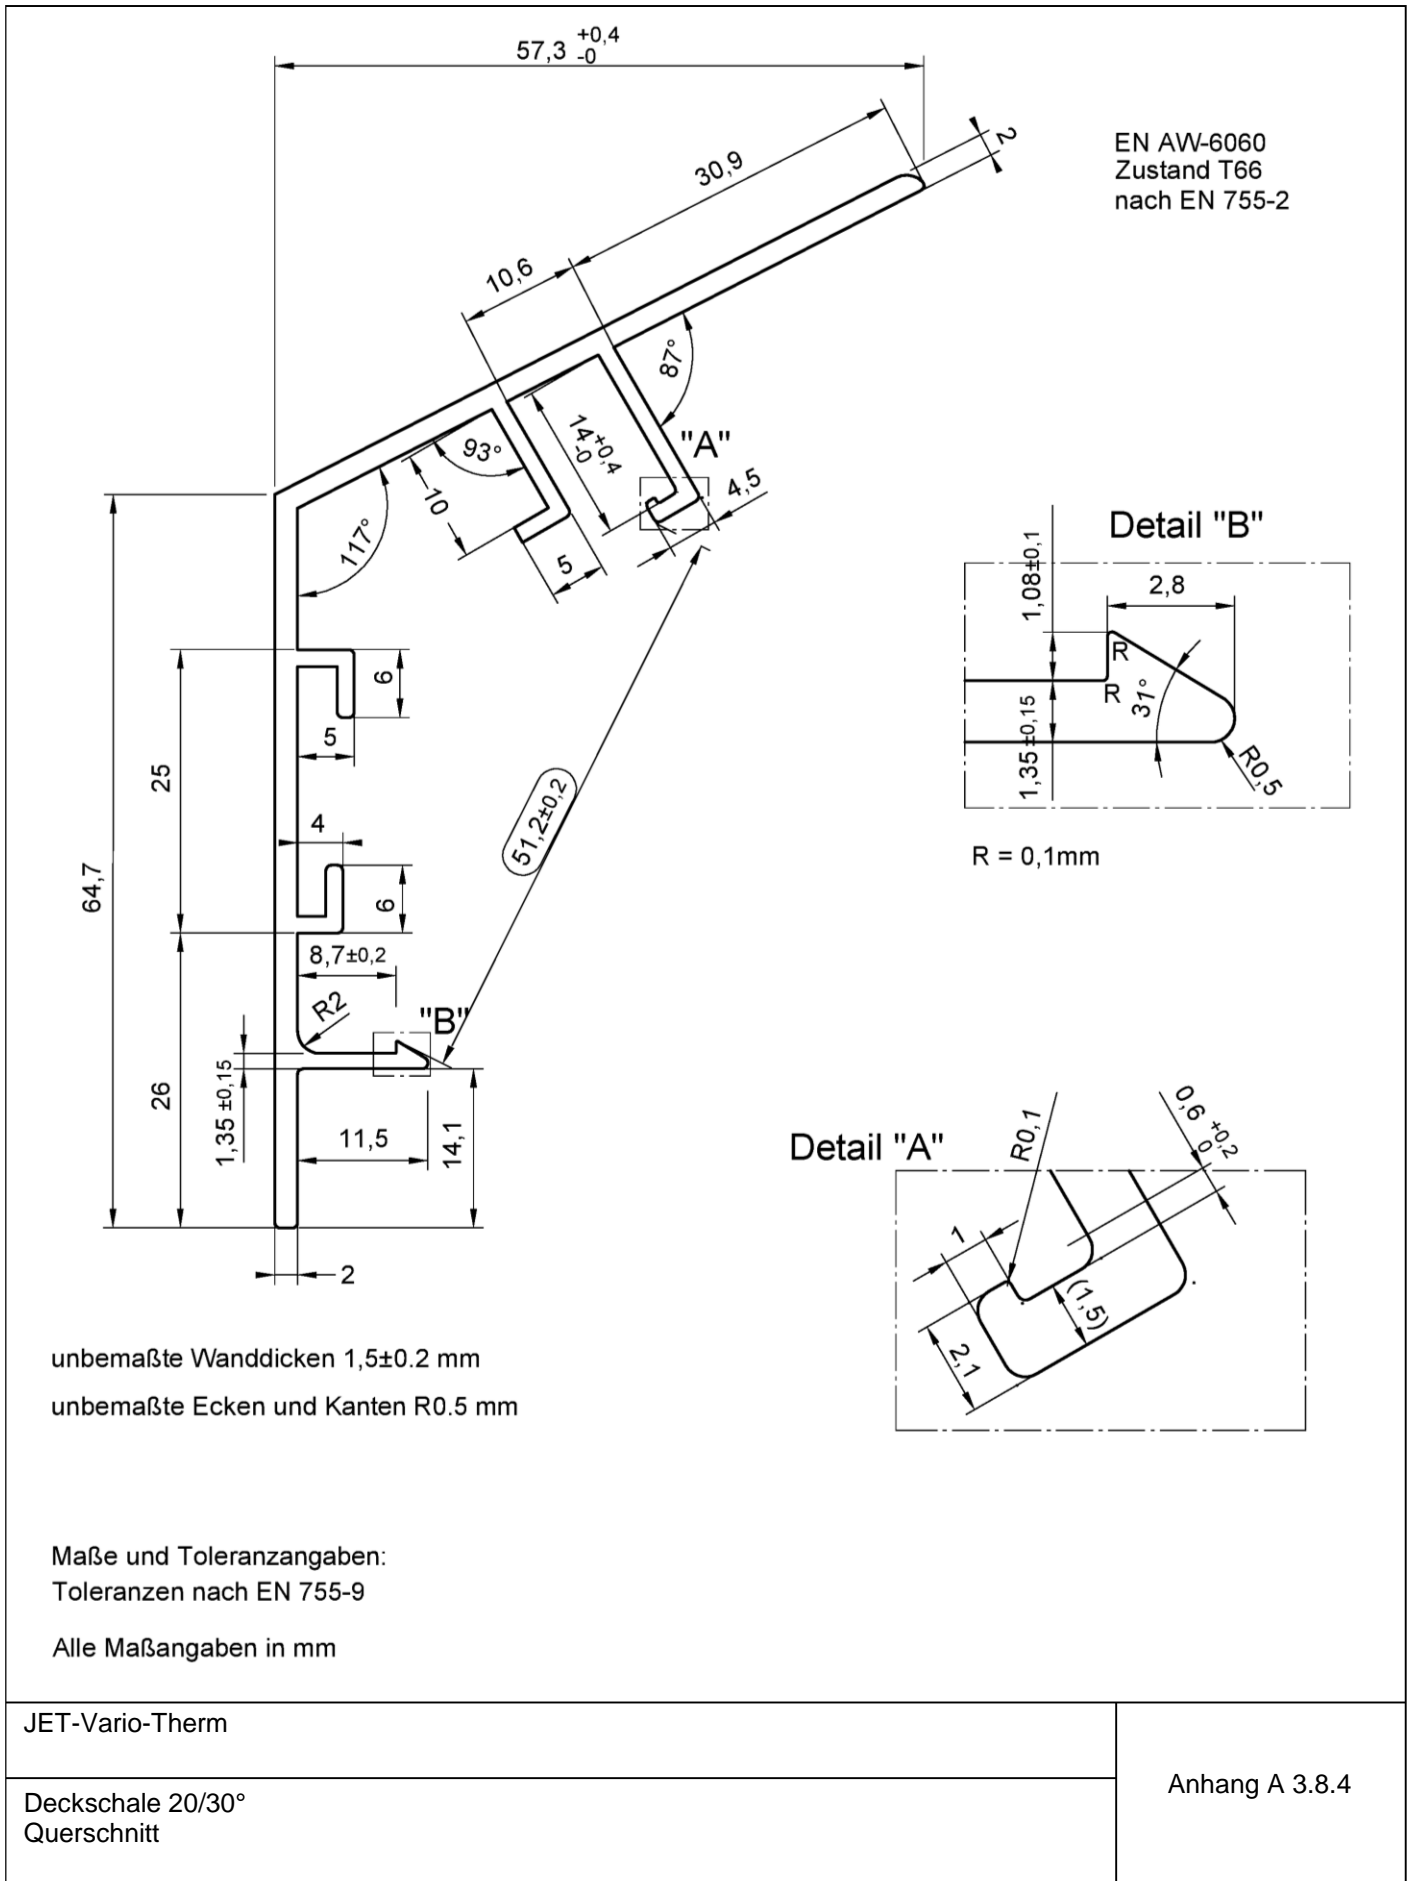 57,3 +0,4 -0
2
30,9
EN AW-6060
Zustand T66
nach EN 755-2
10,6
87°
"A"
14 +0,4 -0
93°
10
4,5
117°
5
Detail "B"
1,08±0,1
2,8
R
R
31°
1,35±0,15
R0,5
R = 0,1mm
6
5
25
51,2±0,2
4
64,7
6
8,7±0,2
R2
"B"
26
1,35±0,15
11,5
14,1
2
Detail "A"
R0,1
0,6 +0,2 0
1
(1,5)
2,1
unbemaßte Wanddicken 1,5±0.2 mm
unbemaßte Ecken und Kanten R0.5 mm
Maße und Toleranzangaben:
Toleranzen nach EN 755-9
Alle Maßangaben in mm
JET-Vario-Therm
Deckschale 20/30°
Querschnitt
Anhang A 3.8.4